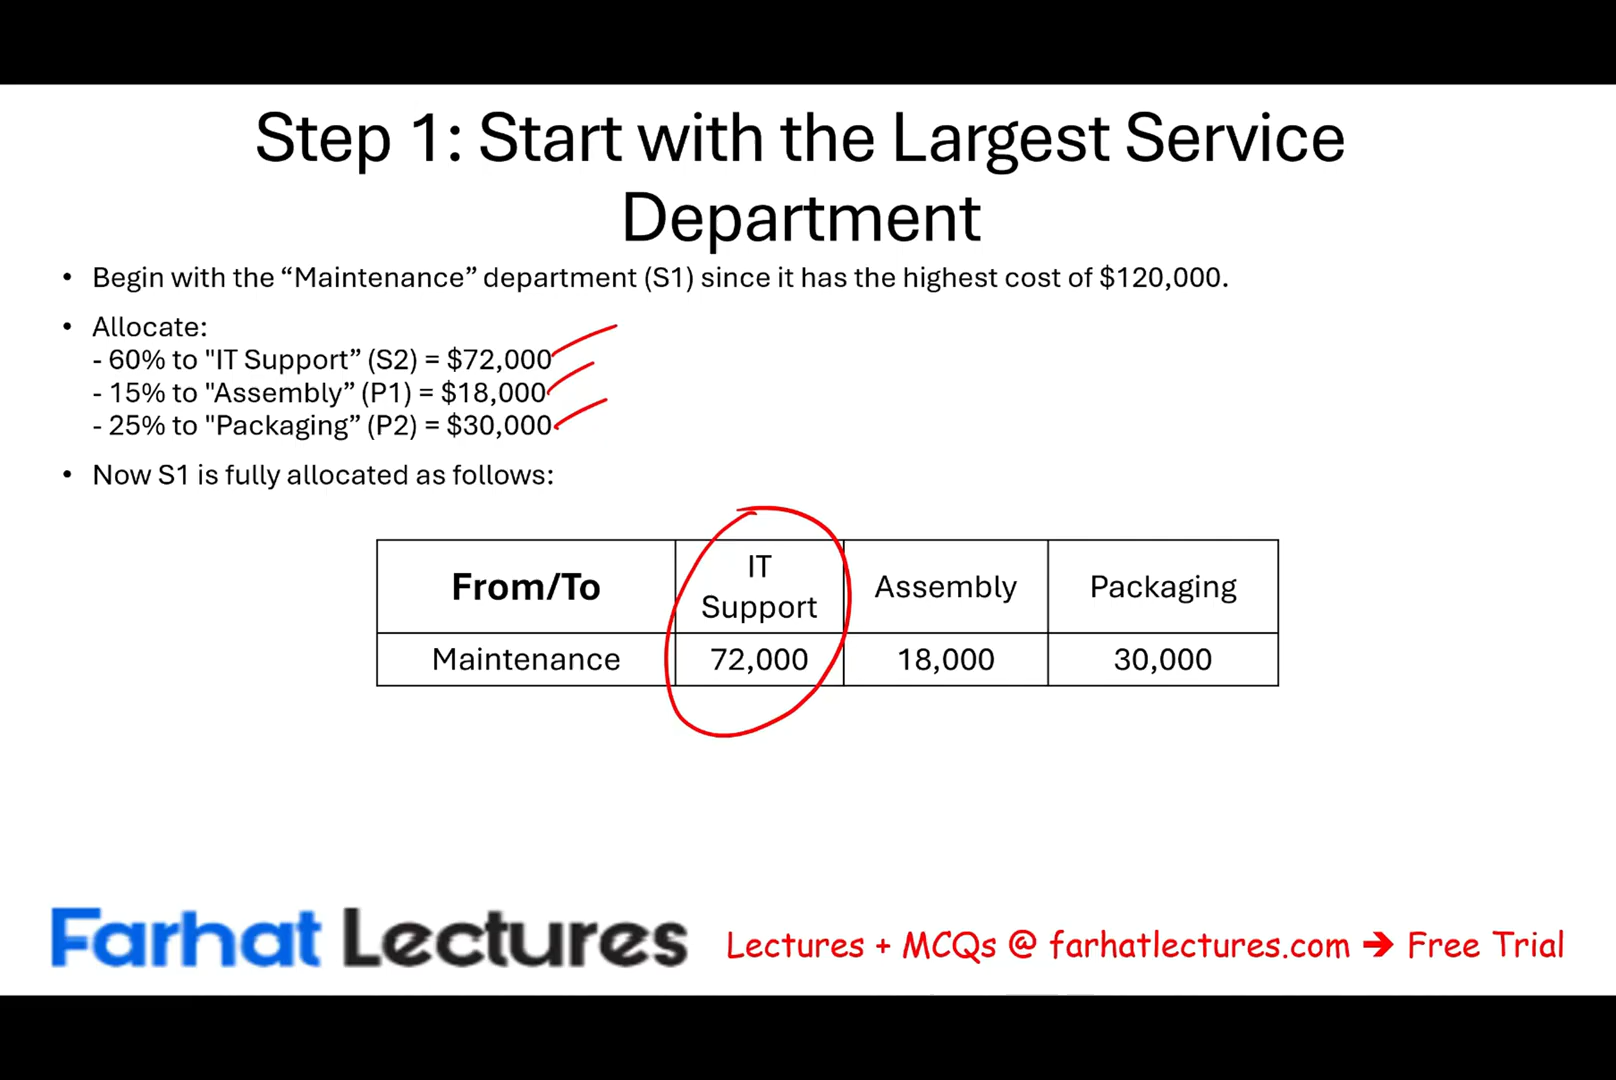 Step 1: Start with the Largest Service
Department
• Begin with the “Maintenance” department (S1) since it has the highest cost of $120,000.
• Allocate:
- 60% to "IT Support” (S2) = $72,000
- 15% to "Assembly” (P1) = $18,000
- 25% to "Packaging” (P2) = $30,000
• Now S1 is fully allocated as follows:
From/To IT Support Assembly Packaging
Maintenance 72,000 18,000 30,000
Farhat Lectures
Lectures + MCQs @ farhatlectures.com → Free Trial